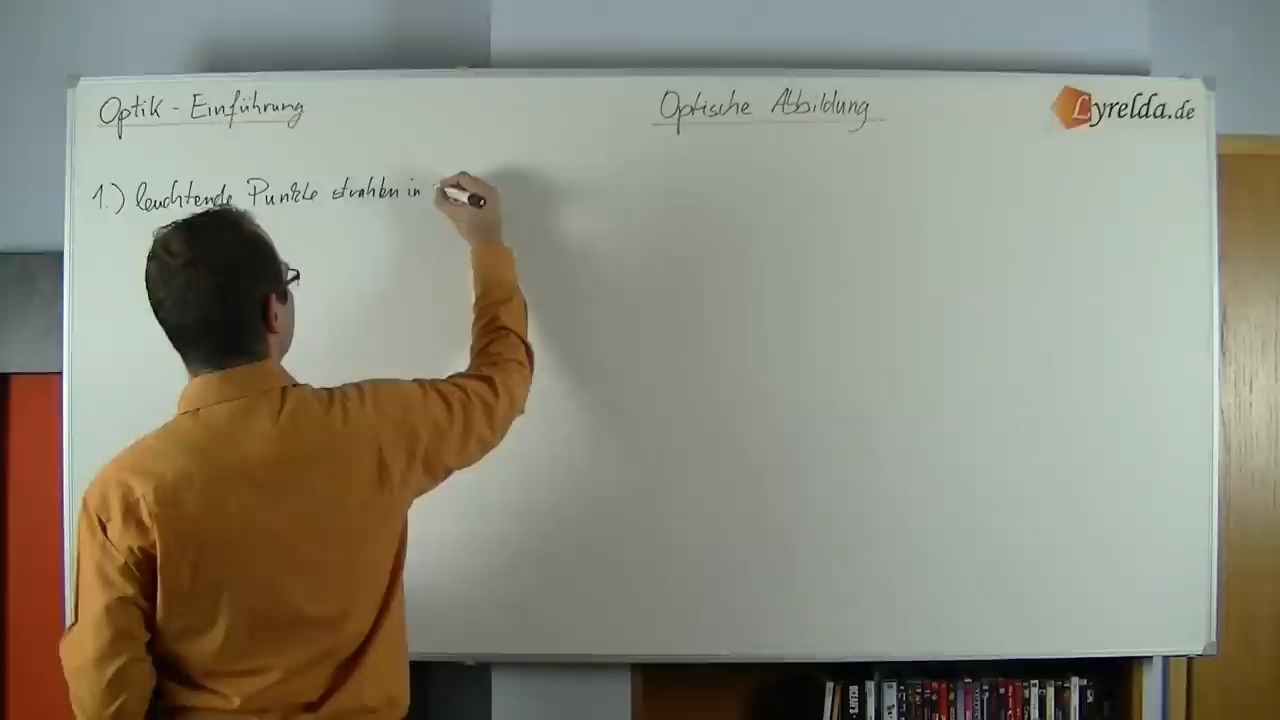 Optik - Einführung
Optische Abbildung
Lyrelda.de
1.) leuchtende Punkte strahlen in